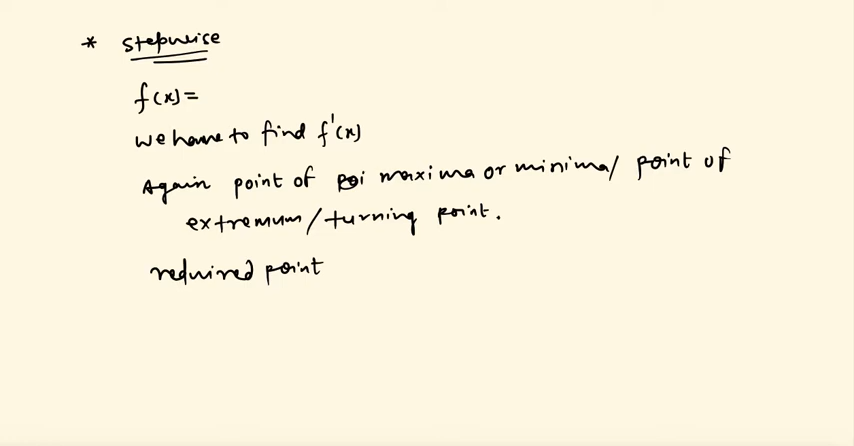 * Stepwise
f(x)=
We have to find f'(x)
Again point of poi maxima or minima/ point of
extremum/turning point.
required point